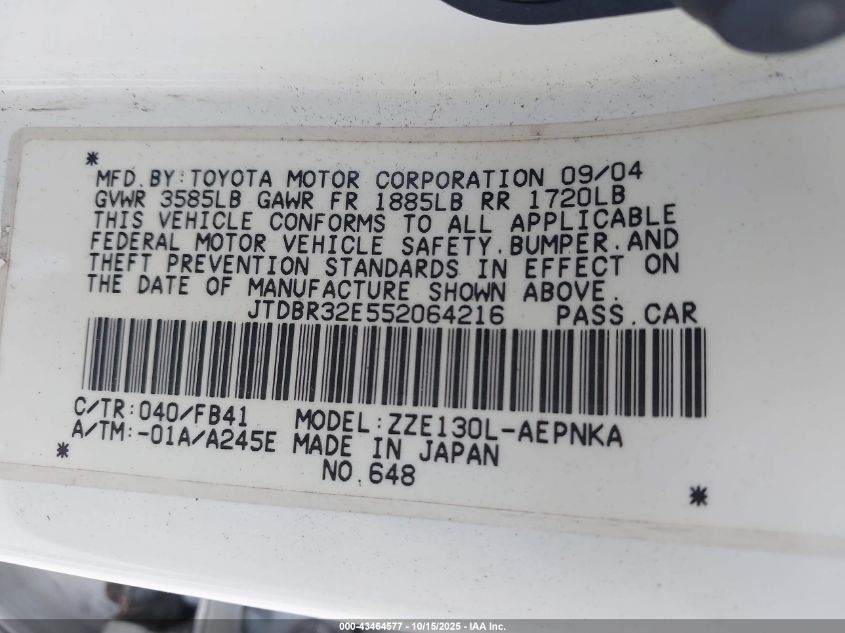 *
MFD. BY: TOYOTA MOTOR CORPORATION 09/04
GVWR 3585LB GAWR FR 1885LB RR 1720LB
THIS VEHICLE CONFORMS TO ALL APPLICABLE
FEDERAL MOTOR VEHICLE SAFETY, BUMPER, AND
THEFT PREVENTION STANDARDS IN EFFECT ON
THE DATE OF MANUFACTURE SHOWN ABOVE.
JTDBR32E552064216 PASS. CAR
C/TR: 040/FB41 MODEL: ZZE130L-AEPNKA
A/TM: -01A/A245E MADE IN JAPAN
* NO. 648 *
000-43464577 - 10/15/2025 - IAA Inc.